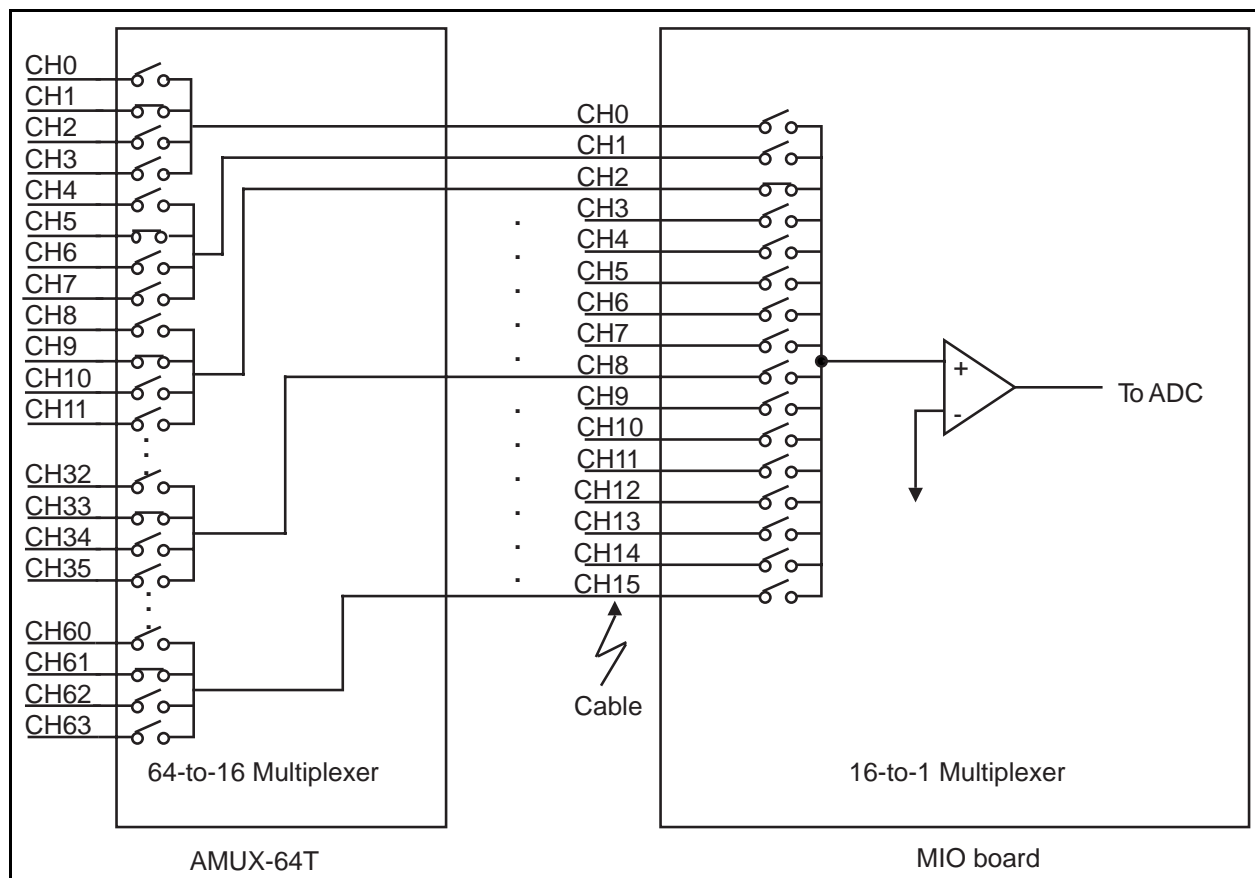 CH0
CH1
CH2
CH3
CH4
CH5
CH6
CH7
CH8
CH9
CH10
CH11
CH32
CH33
CH34
CH35
CH60
CH61
CH62
CH63
64-to-16 Multiplexer
AMUX-64T
CH0
CH1
CH2
CH3
CH4
CH5
CH6
CH7
CH8
CH9
CH10
CH11
CH12
CH13
CH14
CH15
Cable
+
-
To ADC
16-to-1 Multiplexer
MIO board